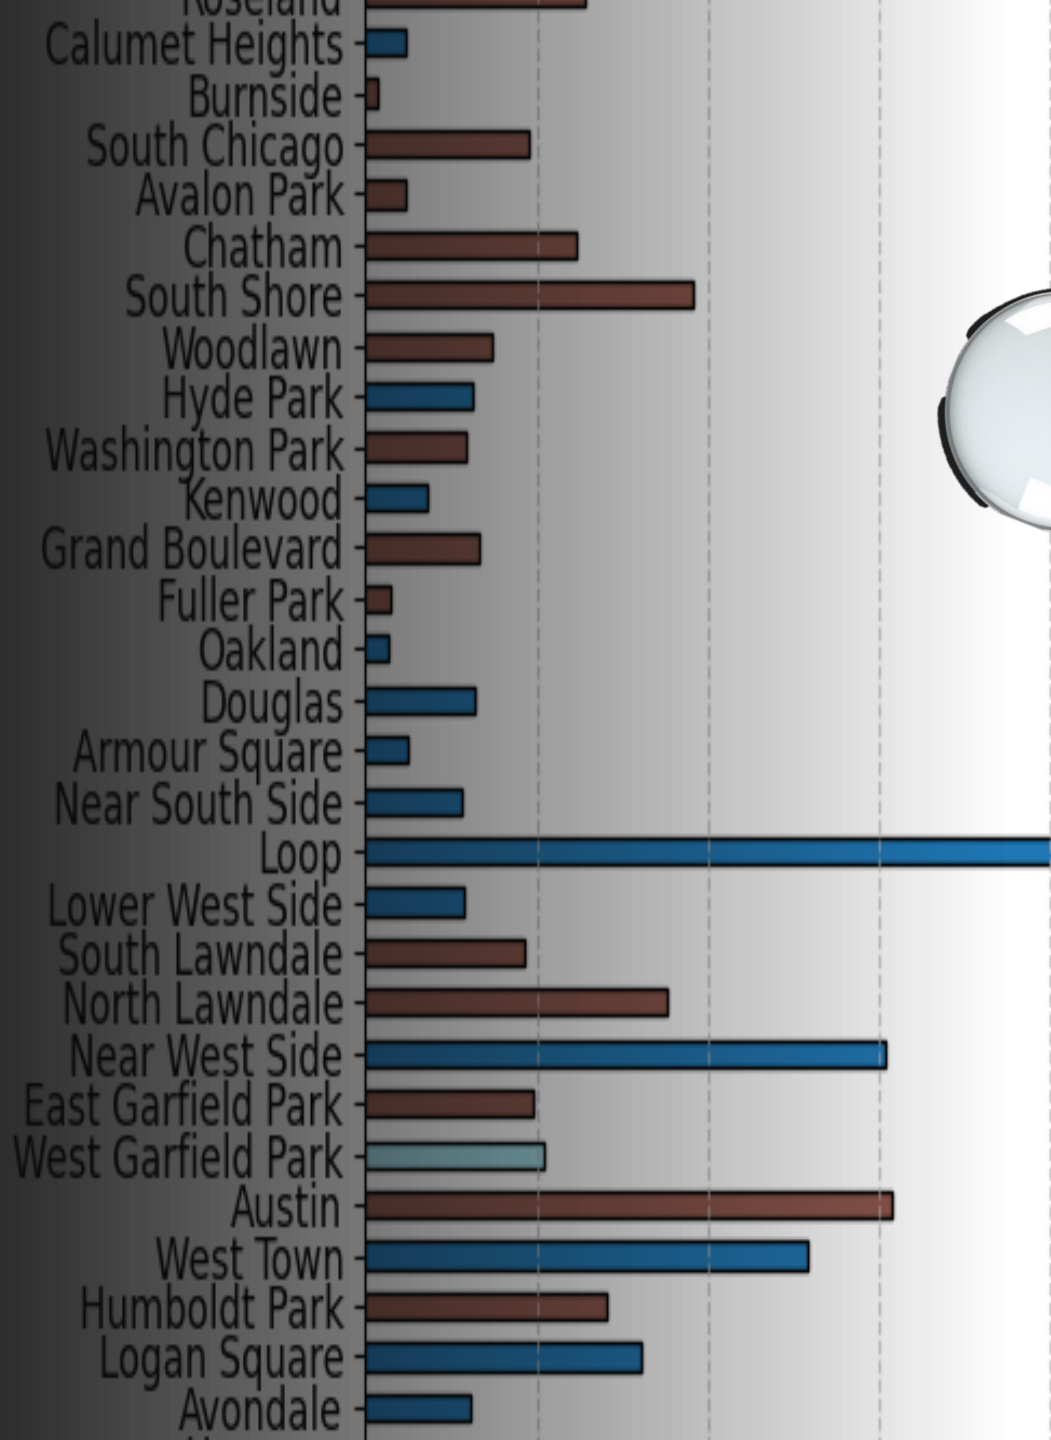 Roseland
Calumet Heights
Burnside
South Chicago
Avalon Park
Chatham
South Shore
Woodlawn
Hyde Park
Washington Park
Kenwood
Grand Boulevard
Fuller Park
Oakland
Douglas
Armour Square
Near South Side
Loop
Lower West Side
South Lawndale
North Lawndale
Near West Side
East Garfield Park
West Garfield Park
Austin
West Town
Humboldt Park
Logan Square
Avondale